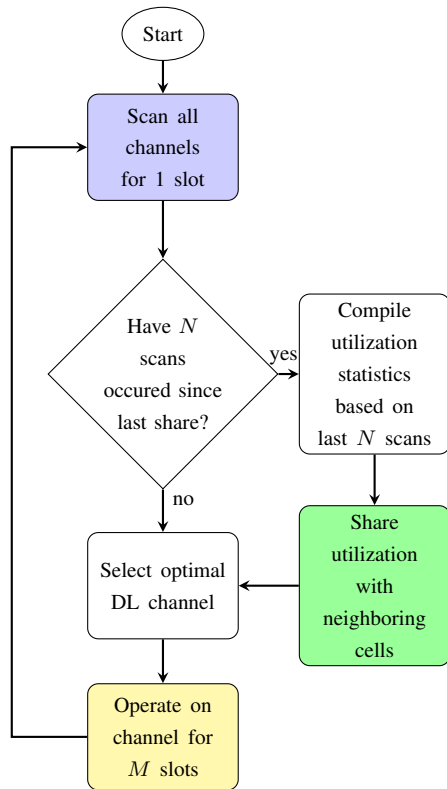 Start
Scan all
channels
for 1 slot
Have N
scans
occured since
last share?
yes
Compile
utilization
statistics
based on
last N scans
no
Share
utilization
with
neighboring
cells
Select optimal
DL channel
Operate on
channel for
M slots